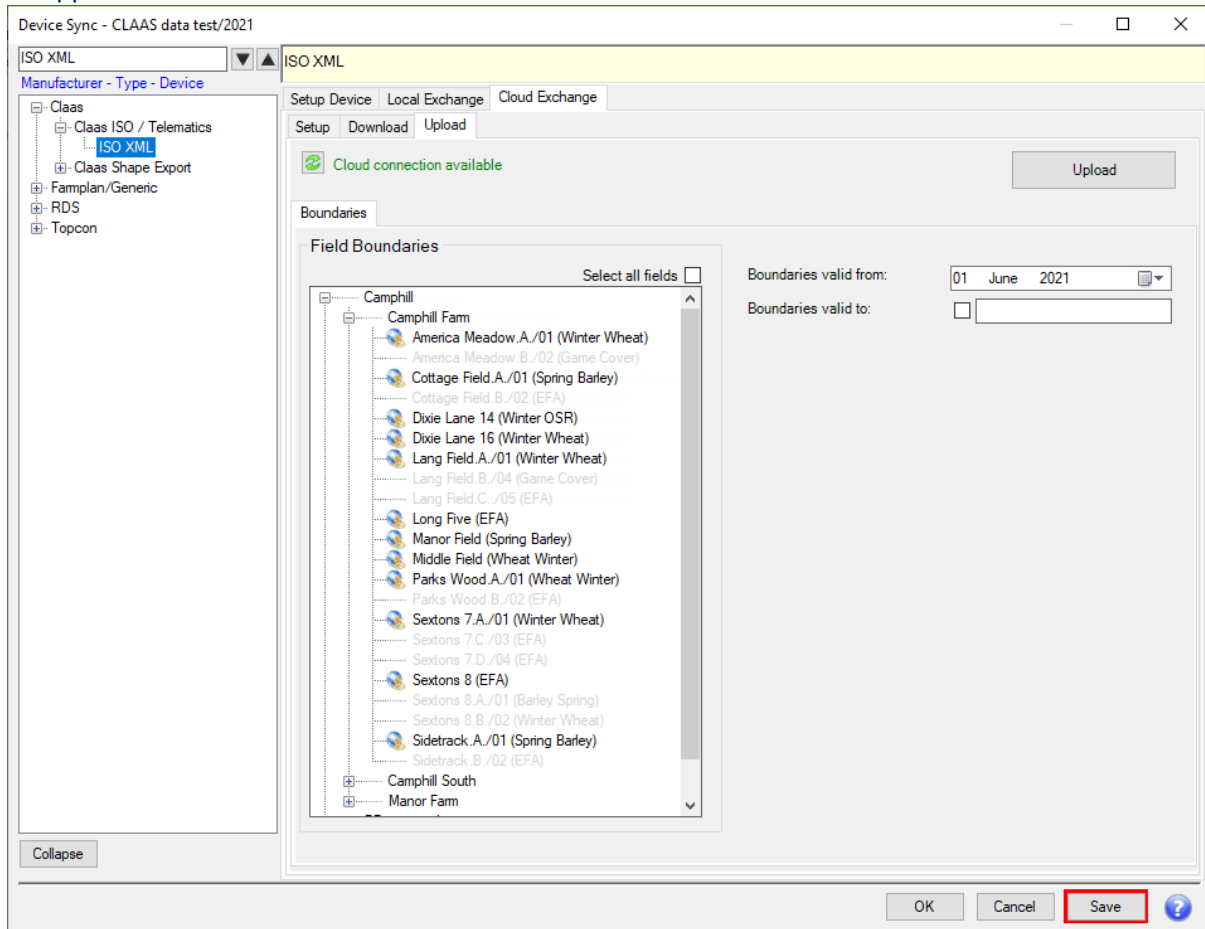 Device Sync - CLAAS data test/2021
ISO XML
ISO XML
Manufacturer - Type - Device
Claas
Claas ISO / Telematics
ISO XML
Claas Shape Export
Farmplan/Generic
RDS
Topcon
Setup Device Local Exchange Cloud Exchange
Setup Download Upload
Cloud connection available
Upload
Boundaries
Field Boundaries
Select all fields
Camphill
Camphill Farm
America Meadow.A./01 (Winter Wheat)
America Meadow.B./02 (Game Cover)
Cottage Field.A./01 (Spring Barley)
Cottage Field.B./02 (EFA)
Dixie Lane 14 (Winter OSR)
Dixie Lane 16 (Winter Wheat)
Lang Field.A./01 (Winter Wheat)
Lang Field.B./04 (Game Cover)
Lang Field.C../05 (EFA)
Long Five (EFA)
Manor Field (Spring Barley)
Middle Field (Wheat Winter)
Parks Wood.A./01 (Wheat Winter)
Parks Wood.B./02 (EFA)
Sextons 7.A./01 (Winter Wheat)
Sextons 7.C./03 (EFA)
Sextons 7.D./04 (EFA)
Sextons 8 (EFA)
Sextons 8.A./01 (Barley Spring)
Sextons 8.B./02 (Winter Wheat)
Sidetrack.A./01 (Spring Barley)
Sidetrack.B./02 (EFA)
Camphill South
Manor Farm
Boundaries valid from: 01 June 2021
Boundaries valid to:
Collapse
OK Cancel Save